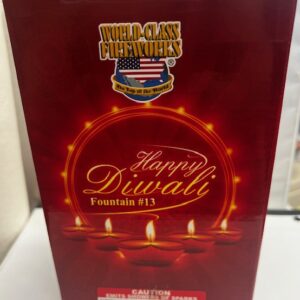 WORLD-CLASS
FIREWORKS
®
The Top of the World
Happy
Diwali
Fountain #13
CAUTION
EMITS SHOWERS OF SPARKS